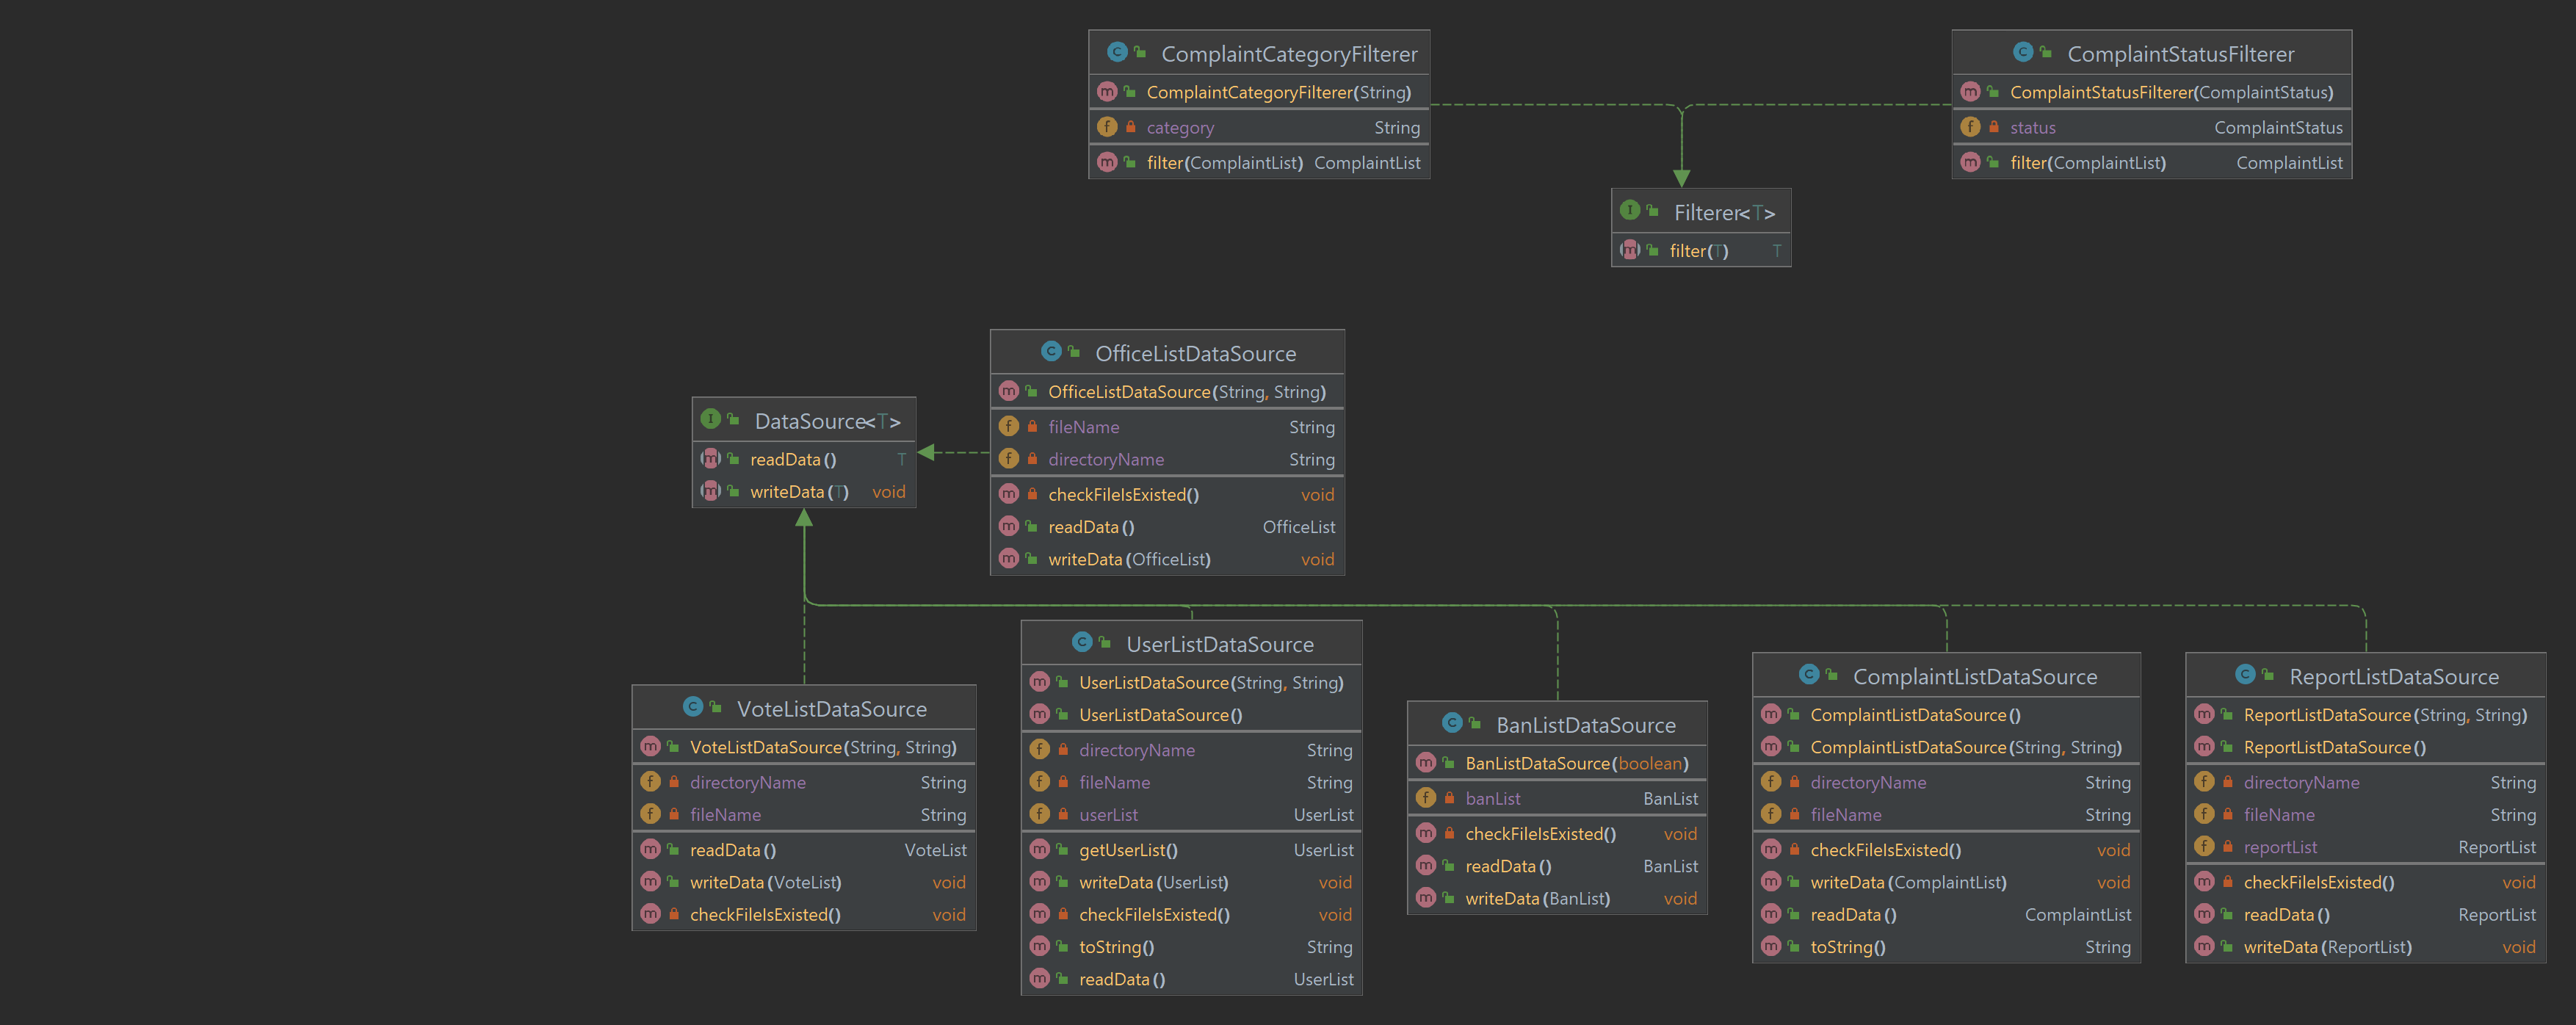 ComplaintCategoryFilterer
ComplaintCategoryFilterer(String)
category String
filter(ComplaintList) ComplaintList
ComplaintStatusFilterer
ComplaintStatusFilterer(ComplaintStatus)
status ComplaintStatus
filter(ComplaintList) ComplaintList
Filterer<T>
filter(T) T
OfficeListDataSource
OfficeListDataSource(String, String)
fileName String
directoryName String
checkFileIsExisted() void
readData() OfficeList
writeData(OfficeList) void
DataSource<T>
readData() T
writeData(T) void
VoteListDataSource
VoteListDataSource(String, String)
directoryName String
fileName String
readData() VoteList
writeData(VoteList) void
checkFileIsExisted() void
UserListDataSource
UserListDataSource(String, String)
UserListDataSource()
directoryName String
fileName String
userList UserList
getUserList() UserList
writeData(UserList) void
checkFileIsExisted() void
toString() String
readData() UserList
BanListDataSource
BanListDataSource(boolean)
banList BanList
checkFileIsExisted() void
readData() BanList
writeData(BanList) void
ComplaintListDataSource
ComplaintListDataSource()
ComplaintListDataSource(String, String)
directoryName String
fileName String
checkFileIsExisted() void
writeData(ComplaintList) void
readData() ComplaintList
toString() String
ReportListDataSource
ReportListDataSource(String, String)
ReportListDataSource()
directoryName String
fileName String
reportList ReportList
checkFileIsExisted() void
readData() ReportList
writeData(ReportList) void